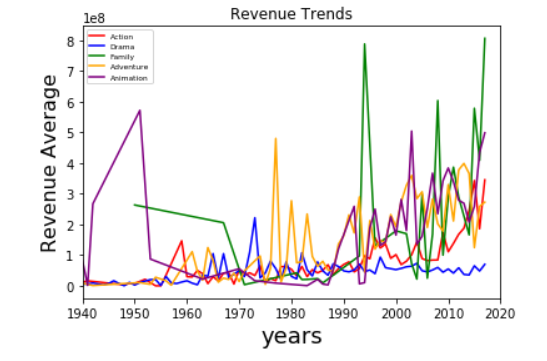 Revenue Trends
1e8
Action
Drama
Family
Adventure
Animation
Revenue Average
8
7
6
5
4
3
2
1
0
1940 1950 1960 1970 1980 1990 2000 2010 2020
years